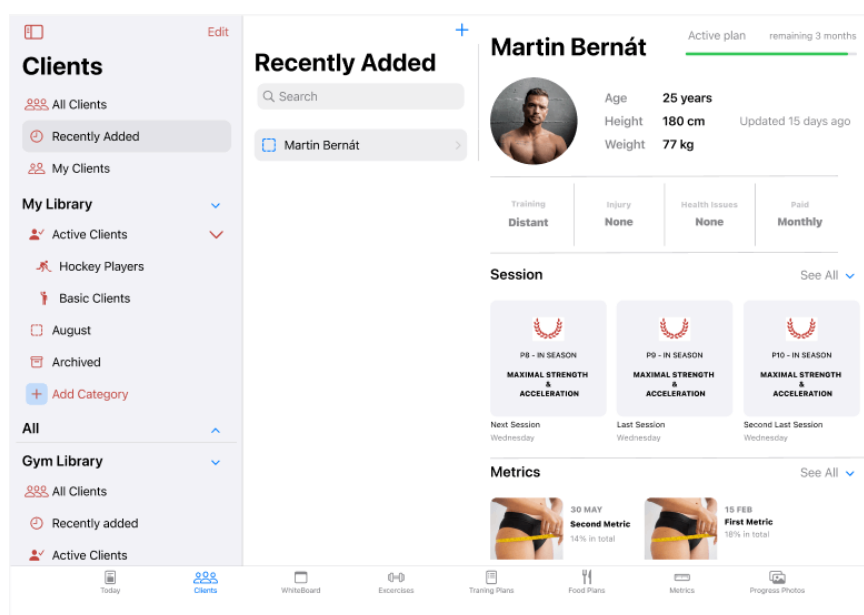 Edit
Clients
All Clients
Recently Added
My Clients
My Library
Active Clients
Hockey Players
Basic Clients
August
Archived
+ Add Category
All
Gym Library
All Clients
Recently added
Active Clients
+
Recently Added
Search
Martin Bernát
Martin Bernát
Active plan remaining 3 months
Age 25 years
Height 180 cm Updated 15 days ago
Weight 77 kg
Training Injury Health Issues Paid
Distant None None Monthly
Session See All
P8 - IN SEASON
MAXIMAL STRENGTH
&
ACCELERATION
Next Session
Wednesday
P9 - IN SEASON
MAXIMAL STRENGTH
&
ACCELERATION
Last Session
Wednesday
P10 - IN SEASON
MAXIMAL STRENGTH
&
ACCELERATION
Second Last Session
Wednesday
Metrics See All
30 MAY
Second Metric
14% in total
15 FEB
First Metric
18% in total
Today Clients WhiteBoard Excercises Traning Plans Food Plans Metrics Progress Photos